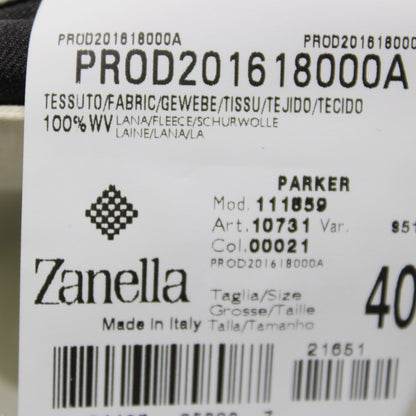 PROD201618000A PROD201618000
PROD201618000A
TESSUTO/FABRIC/GEWEBE/TISSU/TEJIDO/TECIDO
100% WV LANA/FLEECE/SCHURWOLLE
LAINE/LANA/LA
PARKER
Mod. 111659
Art. 10731 Var. 951
Col. 00021
PROD201618000A
Zanella
Made in Italy
Taglia/Size
Grosse/Taille
Talla/Tamanho
40
21651